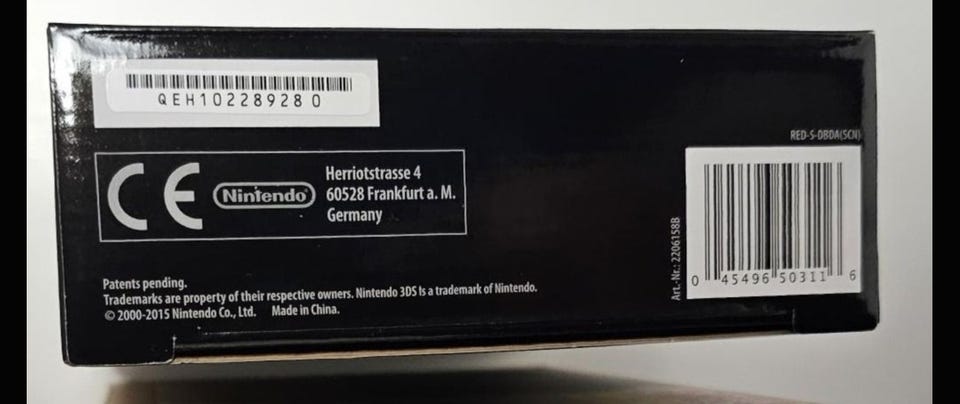 QEH102289280
CE
Nintendo
Herriotstrasse 4
60528 Frankfurt a. M.
Germany
RED-S-DBDA(SCN)
Art.-Nr.: 2206158B
0 45496 50311 6
Patents pending.
Trademarks are property of their respective owners. Nintendo 3DS is a trademark of Nintendo.
© 2000-2015 Nintendo Co., Ltd. Made in China.